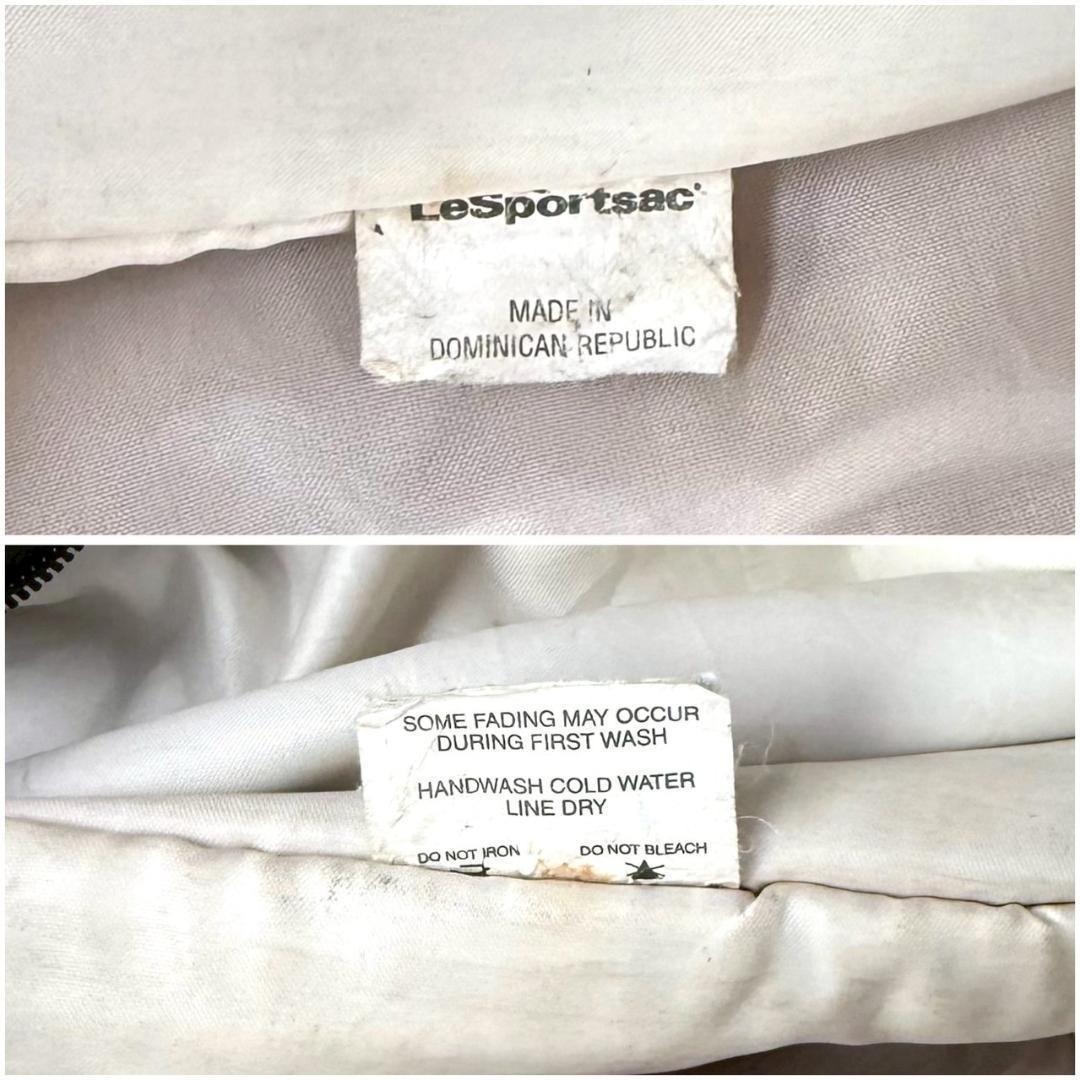 LeSportsac
MADE IN
DOMINICAN REPUBLIC
SOME FADING MAY OCCUR
DURING FIRST WASH
HANDWASH COLD WATER
LINE DRY
DO NOT IRON DO NOT BLEACH